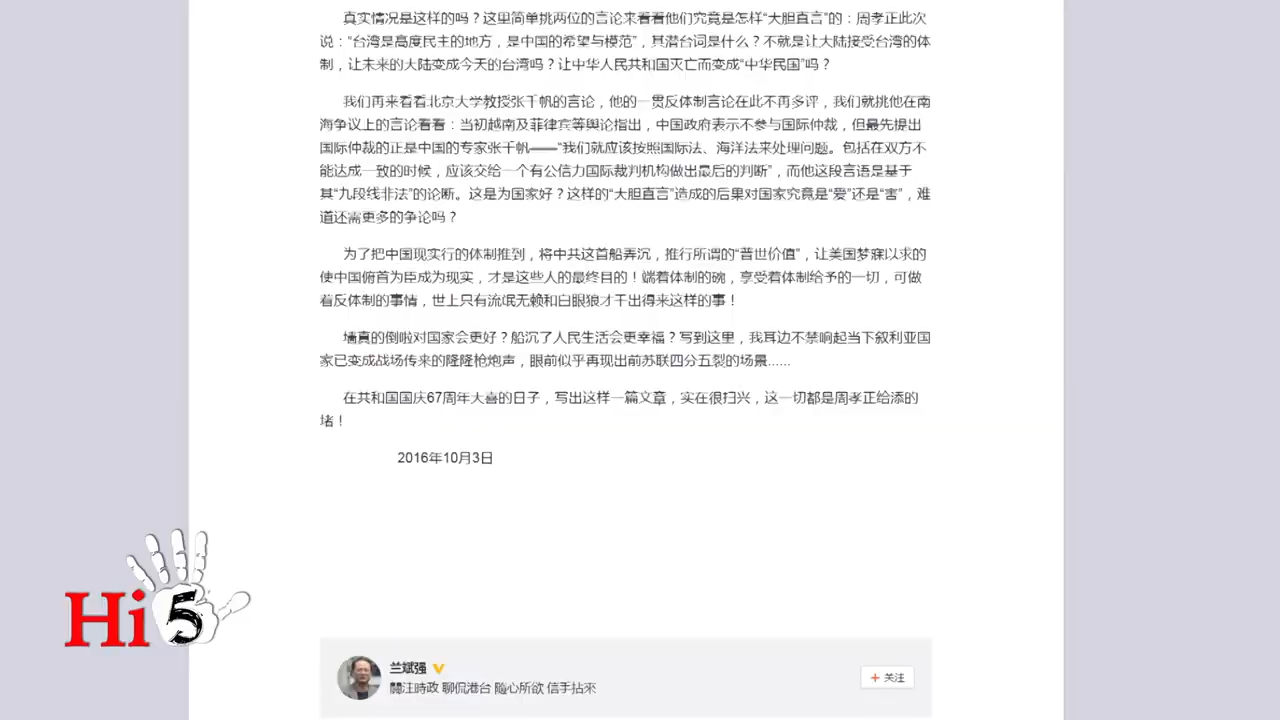 真实情况是这样的吗？这里简单挑两位的言论来看看他们究竟是怎样“大胆直言”的：周孝正此次
说：“台湾是高度民主的地方，是中国的希望与模范”，其潜台词是什么？不就是让大陆接受台湾的体
制，让未来的大陆变成今天的台湾吗？让中华人民共和国灭亡而变成“中华民国”吗？
我们再来看看北京大学教授张千帆的言论，他的一贯反体制言论在此不再多评，我们就挑他在南
海争议上的言论看看：当初越南及菲律宾等舆论指出，中国政府表示不参与国际仲裁，但最先提出
国际仲裁的正是中国的专家张千帆——“我们就应该按照国际法、海洋法来处理问题。包括在双方不
能达成一致的时候，应该交给一个有公信力国际裁判机构做出最后的判断”，而他这段言语是基于
其“九段线非法”的论断。这是为国家好？这样的“大胆直言”造成的后果对国家究竟是“爱”还是“害”，难
道还需更多的争论吗？
为了把中国现实行的体制推到，将中共这首船弄沉，推行所谓的“普世价值”，让美国梦寐以求的
使中国俯首为臣成为现实，才是这些人的最终目的！端着体制的碗，享受着体制给予的一切，可做
着反体制的事情，世上只有流氓无赖和白眼狼才干出得来这样的事！
墙真的倒啦对国家会更好？船沉了人民生活会更幸福？写到这里，我耳边不禁响起当下叙利亚国
家已变成战场传来的隆隆枪炮声，眼前似乎再现出前苏联四分五裂的场景......
在共和国国庆67周年大喜的日子，写出这样一篇文章，实在很扫兴，这一切都是周孝正给添的
堵！
2016年10月3日
Hi 5
兰斌强
關注時政 聊侃港台 隨心所欲 信手拈來
+ 关注